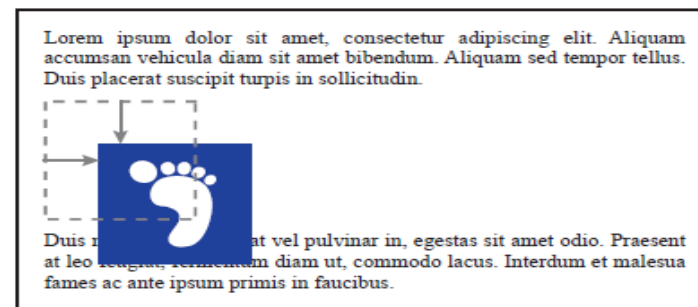 Lorem ipsum dolor sit amet, consectetur adipiscing elit. Aliquam
accumsan vehicula diam sit amet bibendum. Aliquam sed tempor tellus.
Duis placerat suscipit turpis in sollicitudin.
Duis at vel pulvinar in, egestas sit amet odio. Praesent
at leo diam ut, commodo lacus. Interdum et malesua
fames ac ante ipsum primis in faucibus.